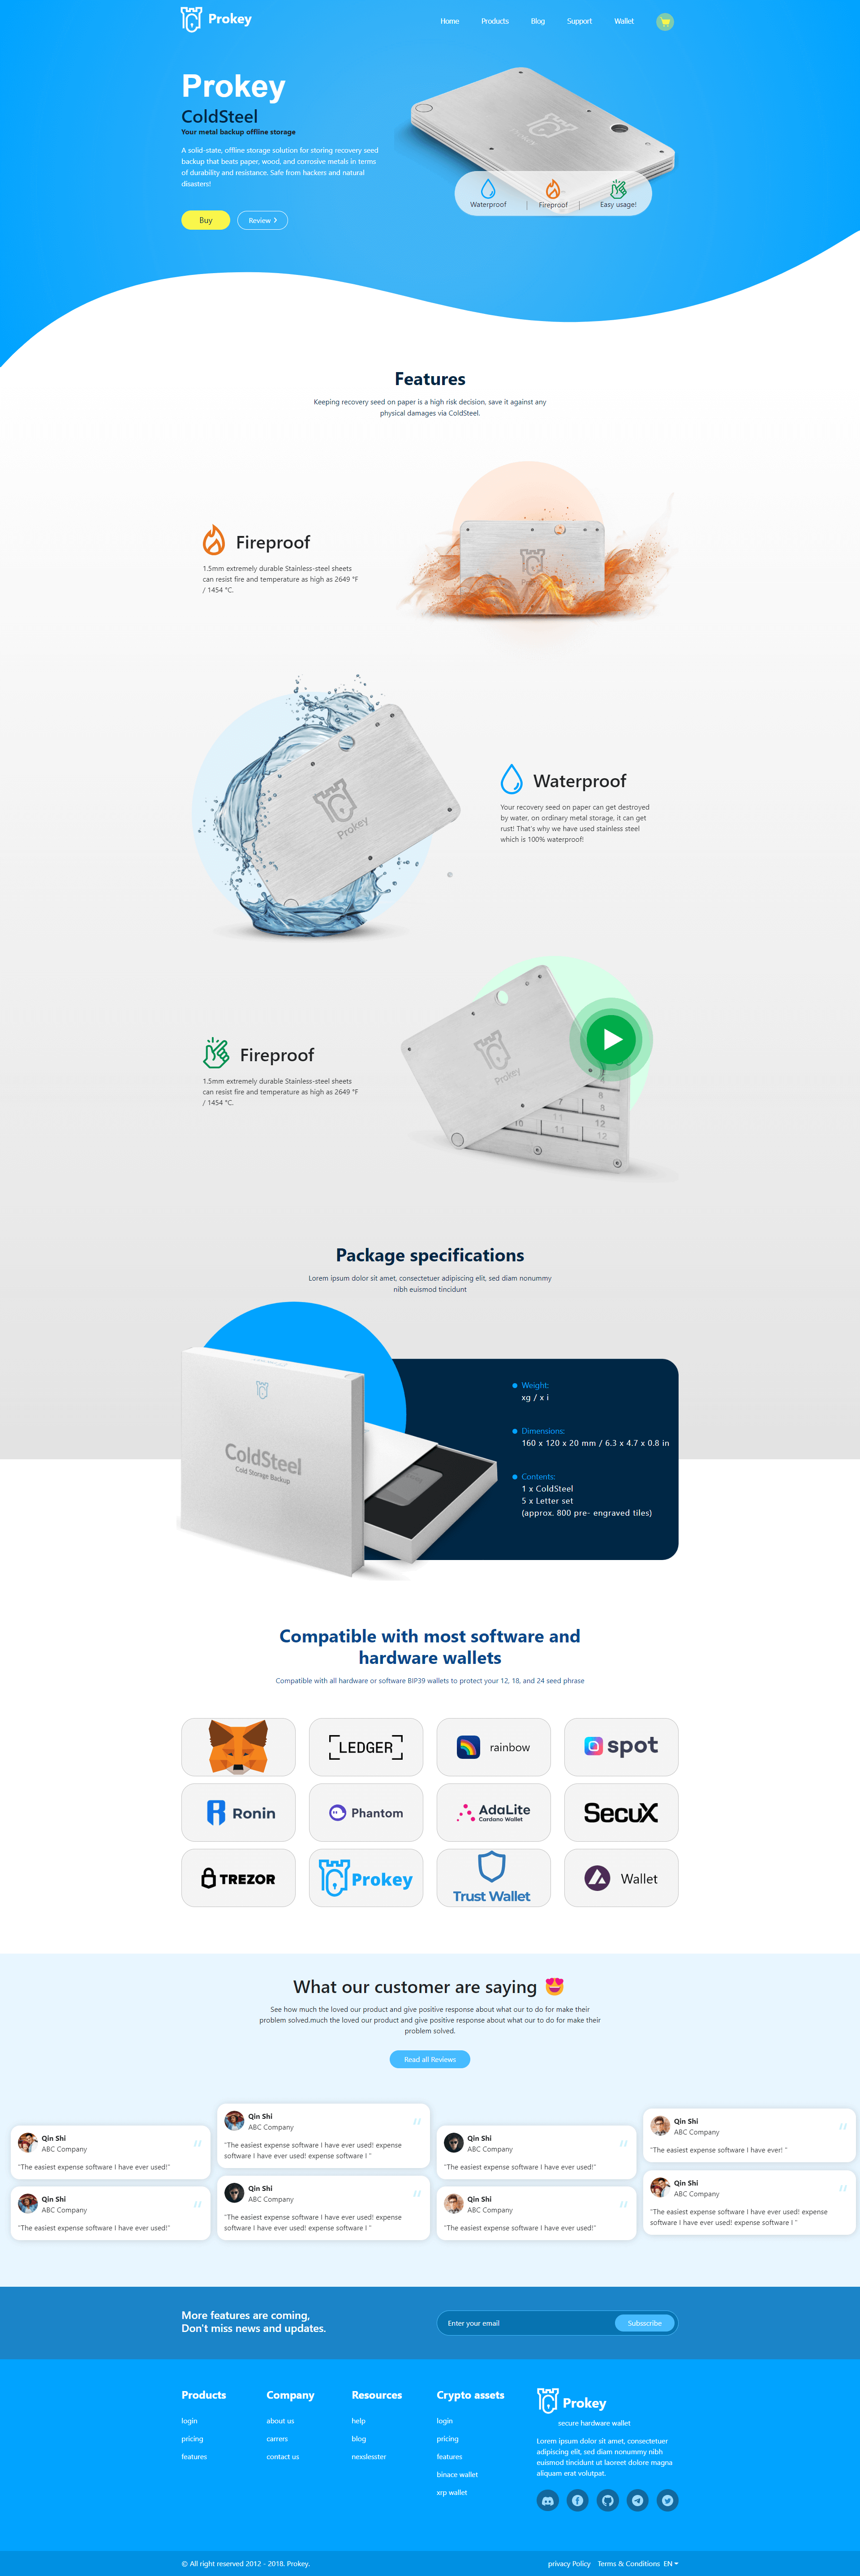 Prokey
Home Products Blog Support Wallet
Prokey
ColdSteel
Your metal backup offline storage
A solid-state, offline storage solution for storing recovery seed
backup that beats paper, wood, and corrosive metals in terms
of durability and resistance. Safe from hackers and natural
disasters!
Buy
Review
Waterproof | Fireproof | Easy usage!
Features
Keeping recovery seed on paper is a high risk decision, save it against any
physical damages via ColdSteel.
Fireproof
1.5mm extremely durable Stainless-steel sheets
can resist fire and temperature as high as 2649 °F
/ 1454 °C.
Prokey
Waterproof
Your recovery seed on paper can get destroyed
by water, on ordinary metal storage, it can get
rust! That's why we have used stainless steel
which is 100% waterproof!
Fireproof
1.5mm extremely durable Stainless-steel sheets
can resist fire and temperature as high as 2649 °F
/ 1454 °C.
Prokey
8
10 11 12
11 12
Package specifications
Lorem ipsum dolor sit amet, consectetuer adipiscing elit, sed diam nonummy
nibh euismod tincidunt
ColdSteel
Cold Storage Backup
Weight:
xg / x i
Dimensions:
160 x 120 x 20 mm / 6.3 x 4.7 x 0.8 in
Contents:
1 x ColdSteel
5 x Letter set
(approx. 800 pre- engraved tiles)
Compatible with most software and
hardware wallets
Compatible with all hardware or software BIP39 wallets to protect your 12, 18, and 24 seed phrase
LEDGER
rainbow
spot
Ronin
Phantom
AdaLite
Cardano Wallet
SecuX
TREZOR
Prokey
Trust Wallet
Wallet
What our customer are saying
See how much the loved our product and give positive response about what our to do for make their
problem solved.much the loved our product and give positive response about what our to do for make their
problem solved.
Read all Reviews
Qin Shi
ABC Company
"The easiest expense software I have ever used!"
Qin Shi
ABC Company
"The easiest expense software I have ever used!"
Qin Shi
ABC Company
"The easiest expense software I have ever used! expense
software I have ever used! expense software I "
Qin Shi
ABC Company
"The easiest expense software I have ever used! expense
software I have ever used! expense software I "
Qin Shi
ABC Company
"The easiest expense software I have ever used!"
Qin Shi
ABC Company
"The easiest expense software I have ever used!"
Qin Shi
ABC Company
"The easiest expense software I have ever! "
Qin Shi
ABC Company
"The easiest expense software I have ever used! expense
software I have ever used! expense software I "
More features are coming,
Don't miss news and updates.
Enter your email
Subsscribe
Products
login
pricing
features
Company
about us
carrers
contact us
Resources
help
blog
nexslesster
Crypto assets
login
pricing
features
binace wallet
xrp wallet
Prokey
secure hardware wallet
Lorem ipsum dolor sit amet, consectetuer
adipiscing elit, sed diam nonummy nibh
euismod tincidunt ut laoreet dolore magna
aliquam erat volutpat.
© All right reserved 2012 - 2018. Prokey.
privacy Policy Terms & Conditions EN